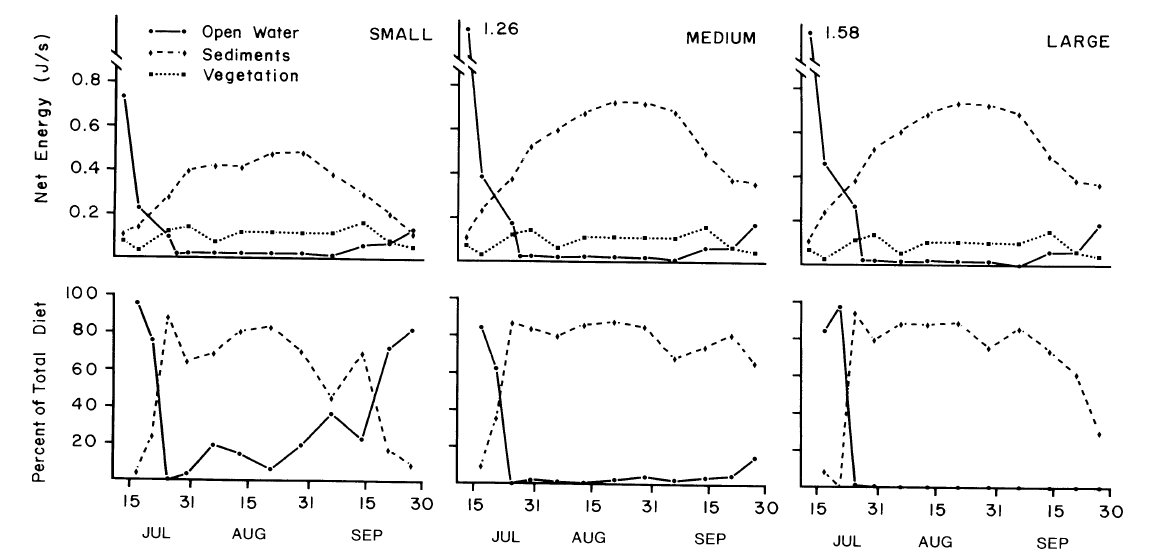 Open Water
Sediments
Vegetation
SMALL
1.26
MEDIUM
1.58
LARGE
Net Energy (J/s)
0.8
0.6
0.4
0.2
Percent of Total Diet
100
80
60
40
20
15 31 15 31 15 30
JUL AUG SEP
15 31 15 31 15 30
JUL AUG SEP
15 31 15 31 15 30
JUL AUG SEP